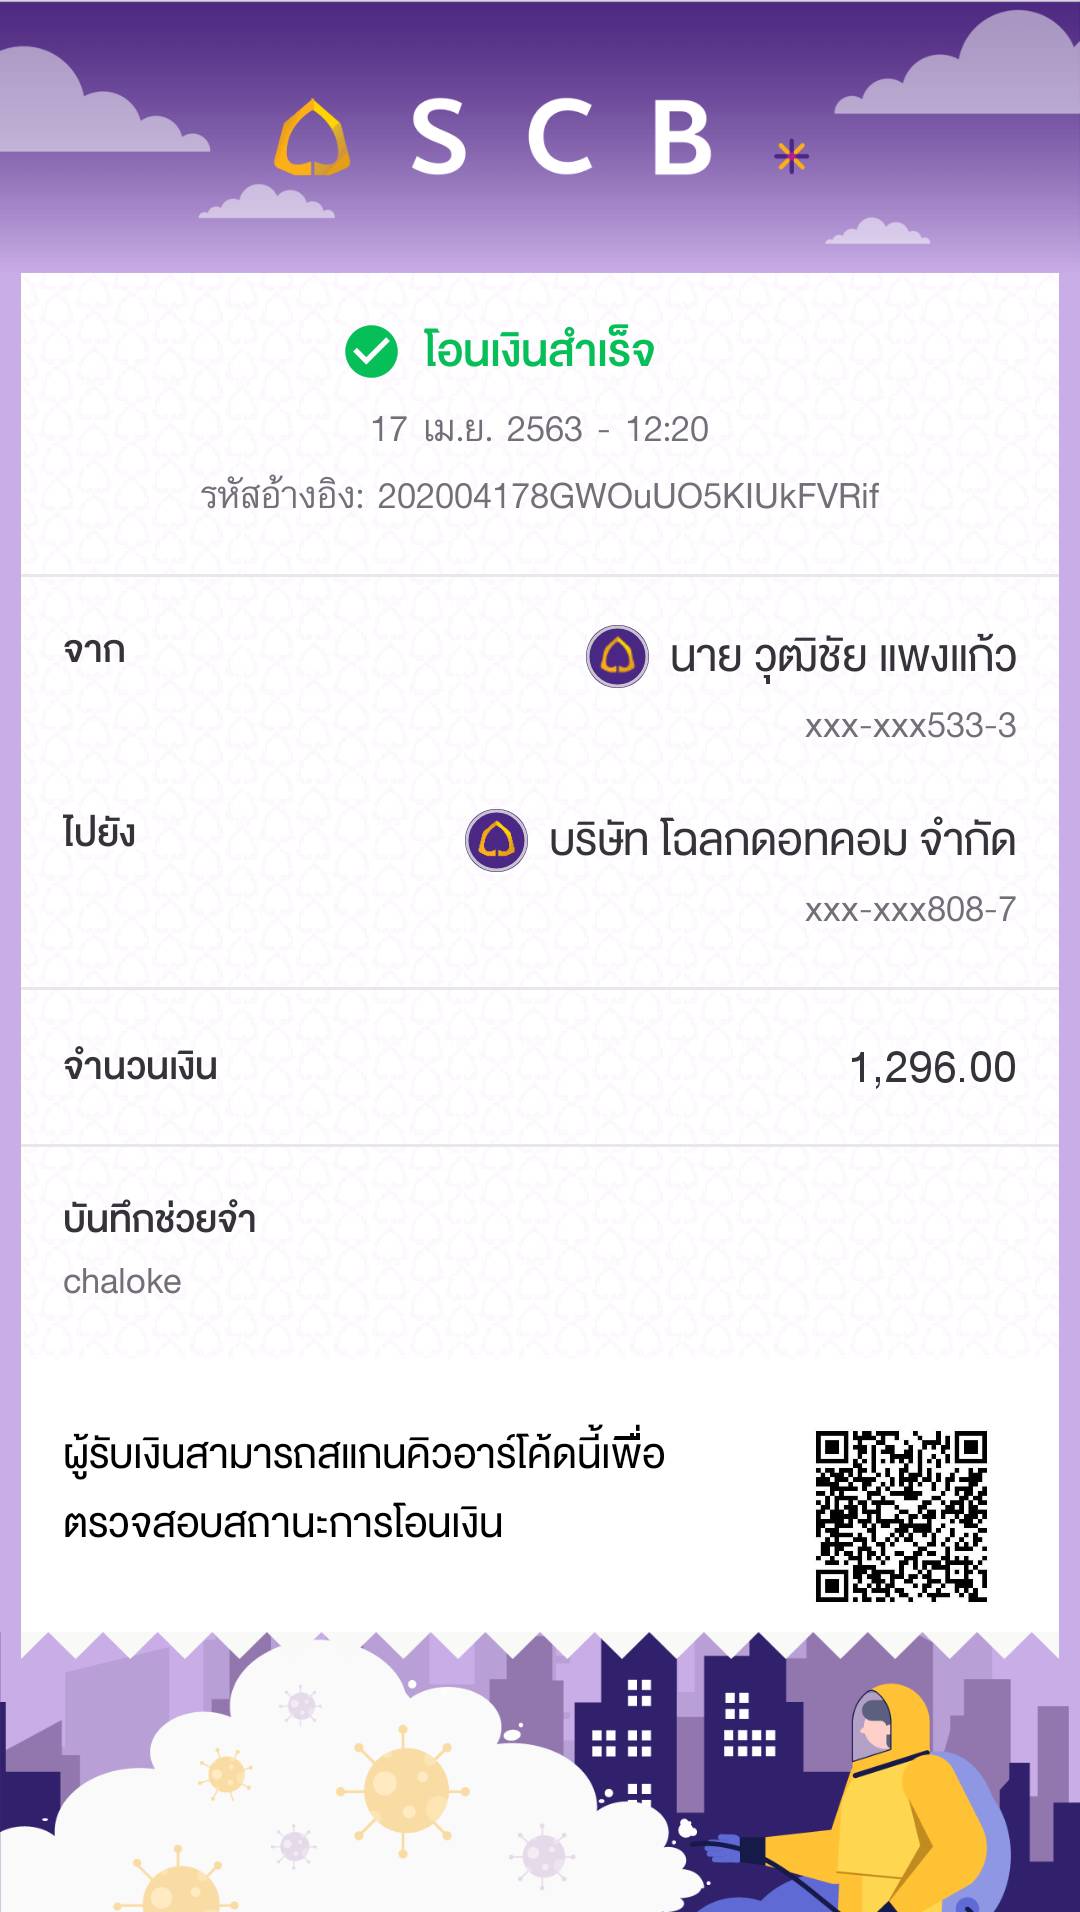 SCB
โอนเงินสำเร็จ
17 เม.ย. 2563 - 12:20
รหัสอ้างอิง: 202004178GWOuUO5KIUkFVRif
จาก
นาย วุฒิชัย แพงแก้ว
xxx-xxx533-3
ไปยัง
บริษัท โฉลกดอทคอม จำกัด
xxx-xxx808-7
จำนวนเงิน
1,296.00
บันทึกช่วยจำ
chaloke
ผู้รับเงินสามารถสแกนคิวอาร์โค้ดนี้เพื่อ
ตรวจสอบสถานะการโอนเงิน